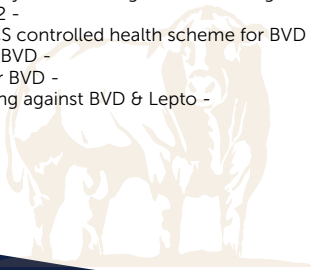 2 -
S controlled health scheme for BVD
BVD -
r BVD -
ng against BVD & Lepto -